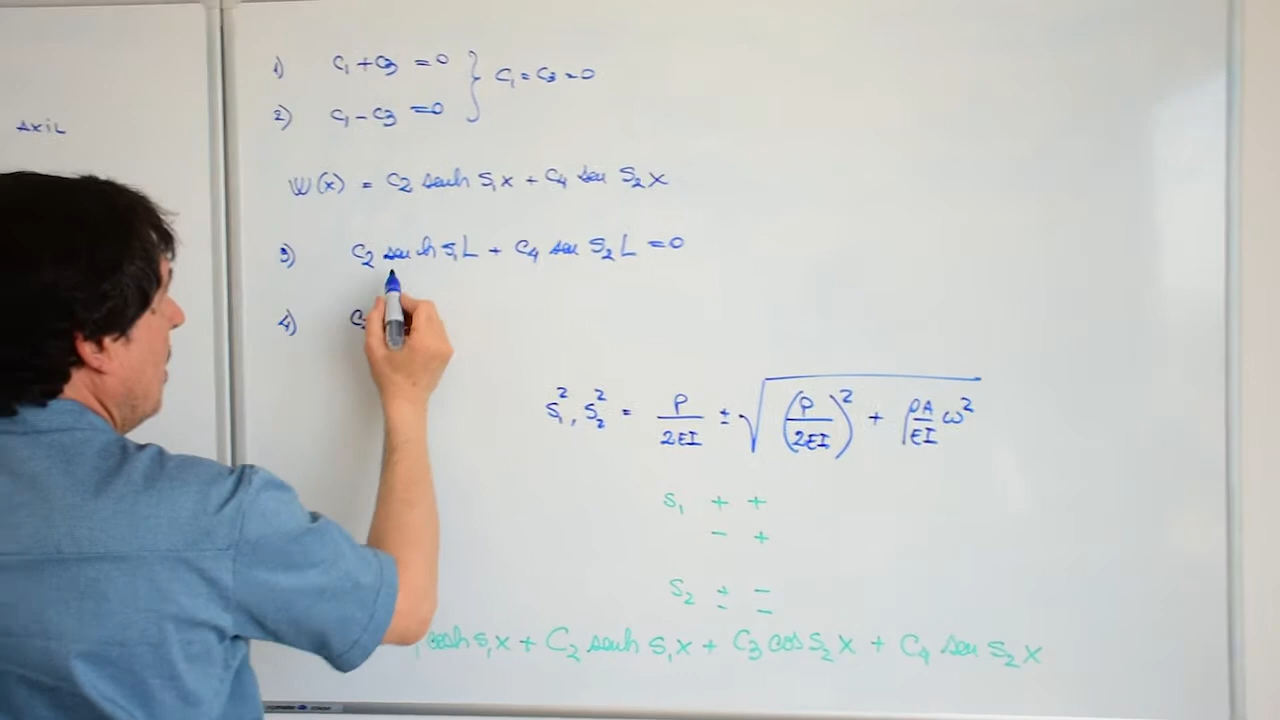 AXIL
1) C₁ + C₃ = 0 } C₁ = C₃ = 0
2) C₁ - C₃ = 0
W(x) = C₂ senh S₁x + C₄ sen S₂x
3) C₂ senh S₁L + C₄ sen S₂L = 0
4) C
S₁², S₂² = P/2EI ± √((P/2EI)² + ρA/EI ω²)
S₁ + +
- +
S₂ + -
- -
cosh S₁x + C₂ senh S₁x + C₃ cos S₂x + C₄ sen S₂x